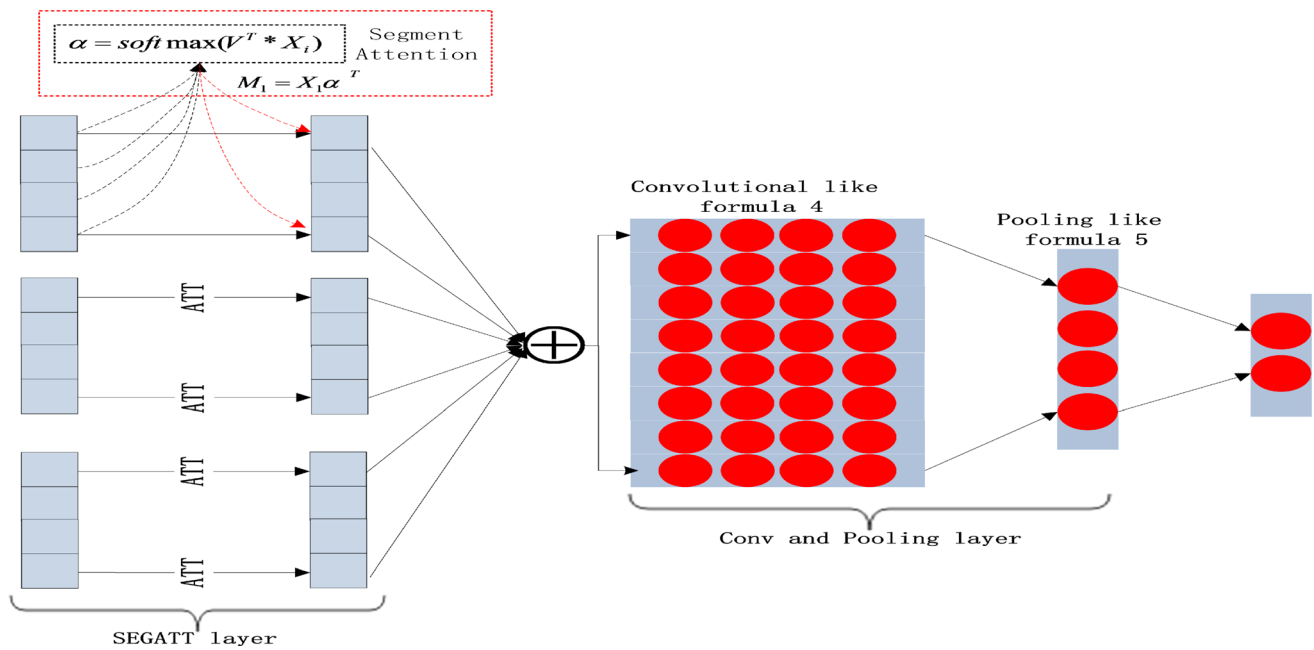 α = soft max(V^T * X_i)
Segment
Attention
M_1 = X_1 α^T
Convolutional like
formula 4
Pooling like
formula 5
ATT
ATT
ATT
ATT
Conv and Pooling layer
SEGATT layer